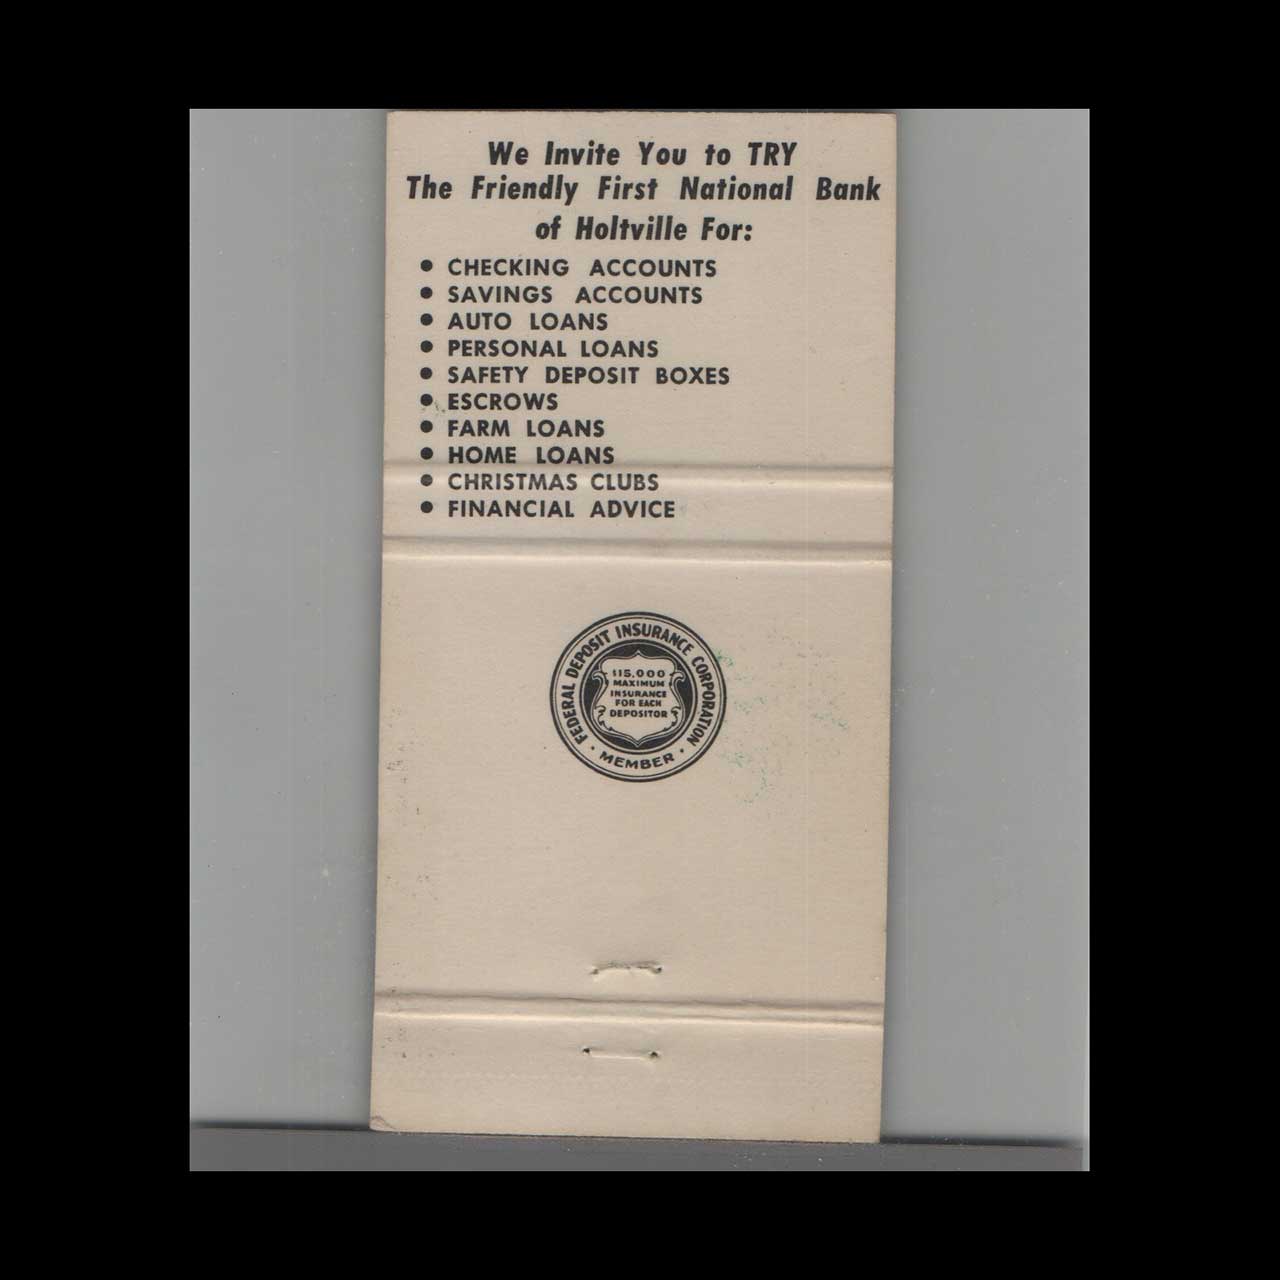 We Invite You to TRY
The Friendly First National Bank
of Holtville For:
• CHECKING ACCOUNTS
• SAVINGS ACCOUNTS
• AUTO LOANS
• PERSONAL LOANS
• SAFETY DEPOSIT BOXES
• ESCROWS
• FARM LOANS
• HOME LOANS
• CHRISTMAS CLUBS
• FINANCIAL ADVICE
FEDERAL DEPOSIT INSURANCE CORPORATION
$15,000
MAXIMUM
INSURANCE
FOR EACH
DEPOSITOR
• MEMBER •